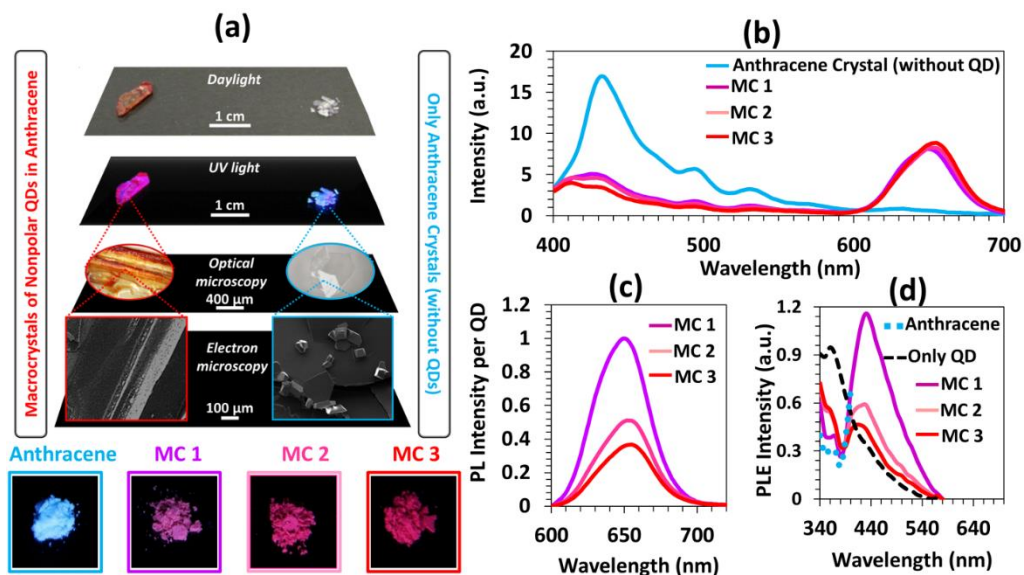 (a)
Macrocrystals of Nonpolar QDs in Anthracene
Daylight
1 cm
UV light
1 cm
Optical
microscopy
400 μm
Electron
microscopy
100 μm
Only Anthracene Crystals (without QDs)
Anthracene
MC 1
MC 2
MC 3
(b)
Intensity (a.u.)
20
15
10
5
0
Anthracene Crystal (without QD)
MC 1
MC 2
MC 3
400
500
600
700
Wavelength (nm)
(c)
PL Intensity per QD
1.2
1
0.8
0.6
0.4
0.2
0
MC 1
MC 2
MC 3
600
650
700
Wavelength (nm)
(d)
PLE Intensity (a.u.)
1.2
0.9
0.6
0.3
0
Anthracene
Only QD
MC 1
MC 2
MC 3
340
440
540
640
Wavelength (nm)